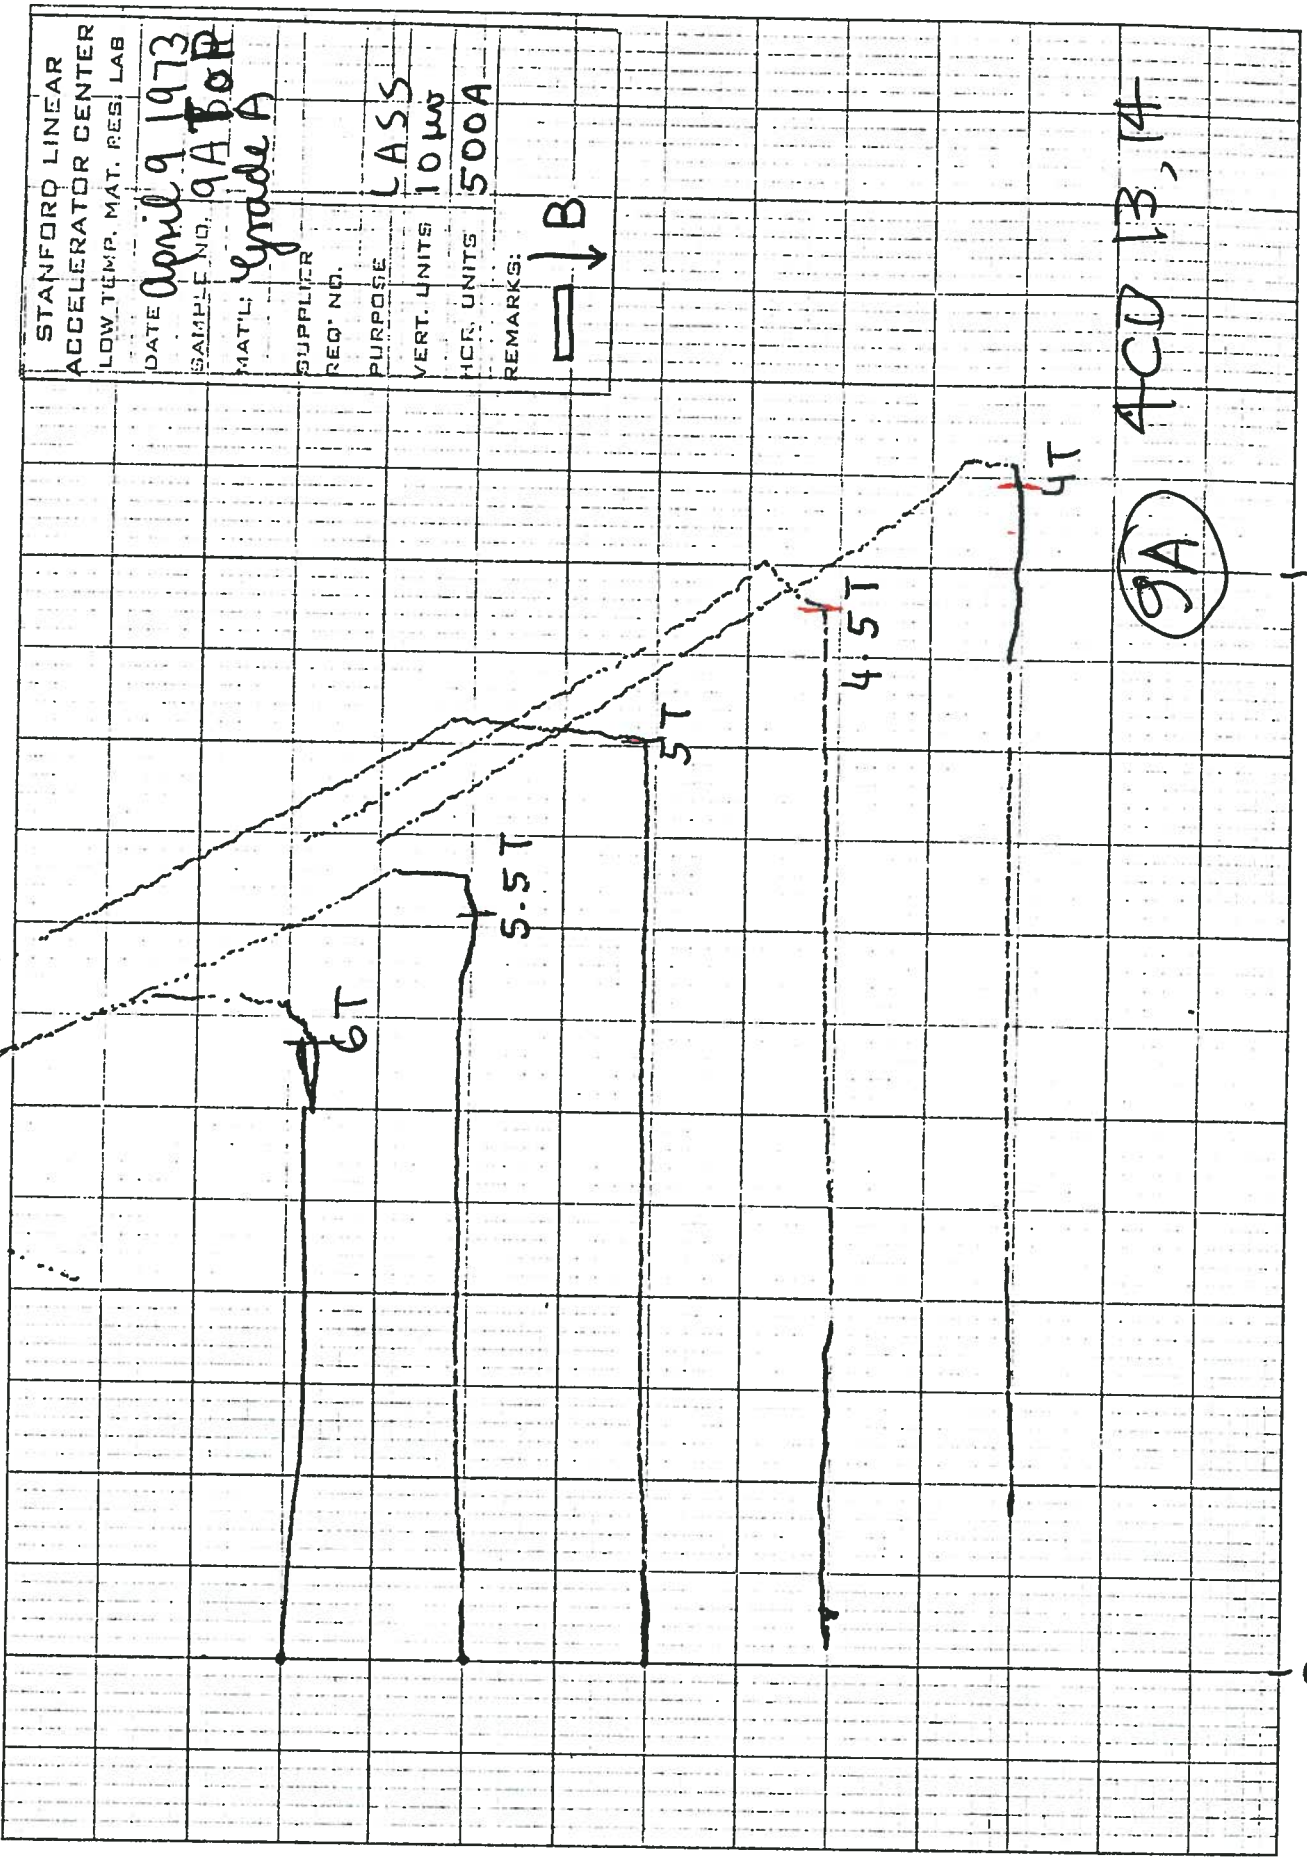 STANFORD LINEAR
ACCELERATOR CENTER
LOW TEMP. MAT. RES. LAB
DATE April 9 1973
SAMPLE NO. 9A
MAT'L: Grade A
SUPPLIER
REQ' NO.
PURPOSE LASS
VERT. UNITS 10 μv
HOR. UNITS 500A
REMARKS:
B
6T
5.5T
5T
4.5T
4T
9A
4CD 13, 14